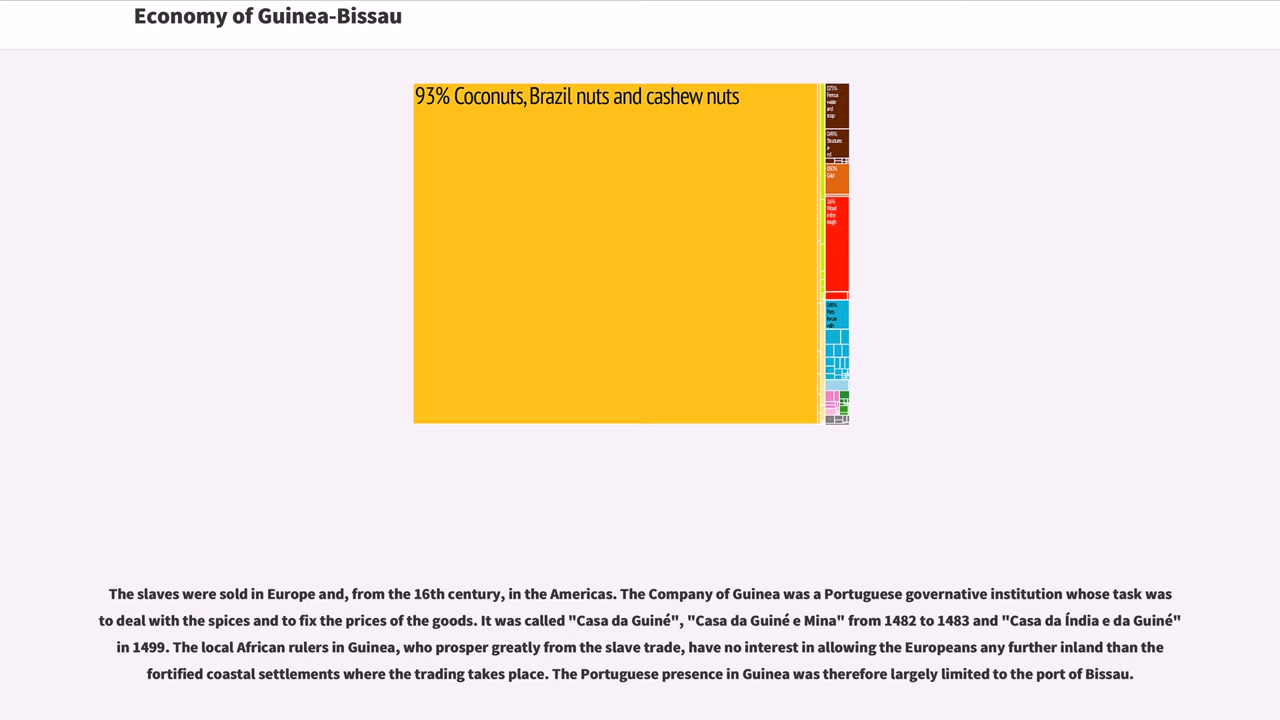 Economy of Guinea-Bissau
93% Coconuts, Brazil nuts and cashew nuts
Gold
Wood
in the
rough
The slaves were sold in Europe and, from the 16th century, in the Americas. The Company of Guinea was a Portuguese governative institution whose task was
to deal with the spices and to fix the prices of the goods. It was called "Casa da Guiné", "Casa da Guiné e Mina" from 1482 to 1483 and "Casa da Índia e da Guiné"
in 1499. The local African rulers in Guinea, who prosper greatly from the slave trade, have no interest in allowing the Europeans any further inland than the
fortified coastal settlements where the trading takes place. The Portuguese presence in Guinea was therefore largely limited to the port of Bissau.